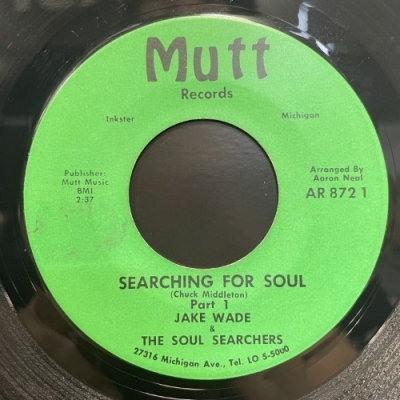 Mutt
Records
Inkster
Michigan
Publisher:
Mutt Music
BMI
2:37
Arranged By
Aaron Neal
AR 872 1
SEARCHING FOR SOUL
(Chuck Middleton)
Part 1
JAKE WADE
&
THE SOUL SEARCHERS
27316 Michigan Ave., Tel. LO 5-5000